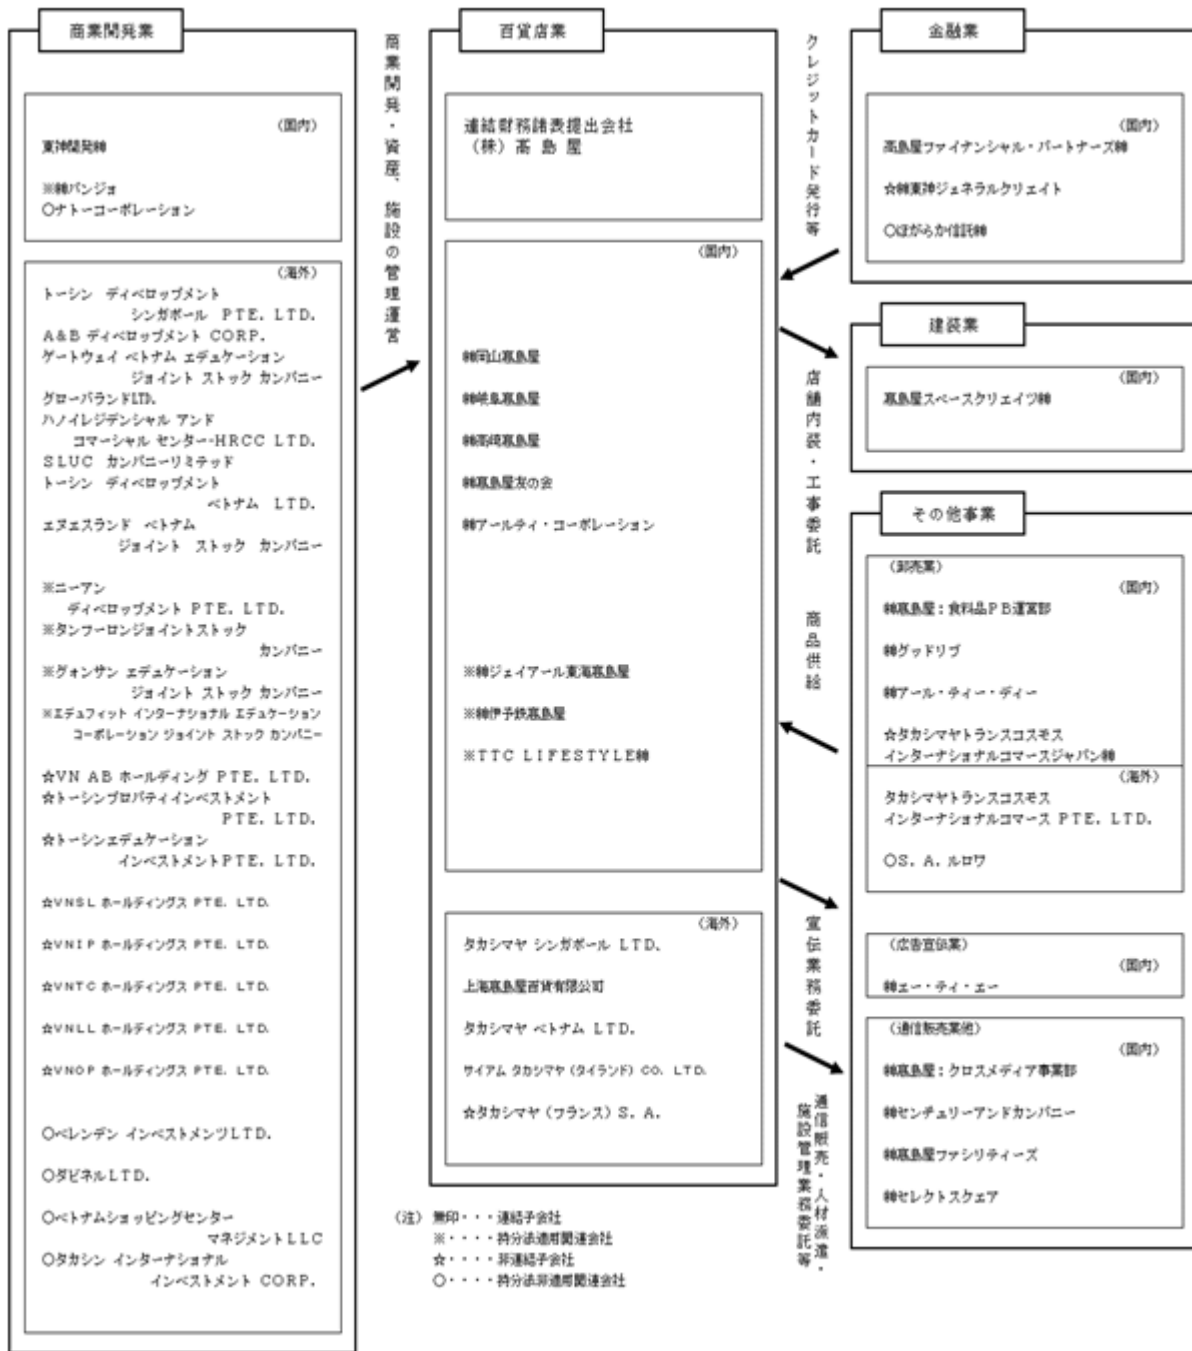 商業開発業
(国内)
東神開発㈱
※㈱パンジョ
○ナトーコーポレーション
(海外)
トーシン ディベロップメント
シンガポール PTE. LTD.
A&B ディベロップメント CORP.
ゲートウェイ ベトナム エデュケーション
ジョイント ストック カンパニー
グローバランドLTD.
ハノイレジデンシャル アンド
コマーシャル センター-HRCC LTD.
SLUC カンパニーリミテッド
トーシン ディベロップメント
ベトナム LTD.
エヌエスランド ベトナム
ジョイント ストック カンパニー
※ニーアン
ディベロップメント PTE. LTD.
※タンフーロンジョイントストック
カンパニー
※グォンサン エデュケーション
ジョイント ストック カンパニー
※エデュフィット インターナショナル エデュケーション
コーポレーション ジョイント ストック カンパニー
☆VN AB ホールディング PTE. LTD.
☆トーシンプロパティインベストメント
PTE. LTD.
☆トーシンエデュケーション
インベストメントPTE. LTD.
☆VNSL ホールディングス PTE. LTD.
☆VNIP ホールディングス PTE. LTD.
☆VNTC ホールディングス PTE. LTD.
☆VNLL ホールディングス PTE. LTD.
☆VNOP ホールディングス PTE. LTD.
○ベレンデン インベストメンツLTD.
○ダビネルLTD.
○ベトナムショッピングセンター
マネジメントLLC
○タカシン インターナショナル
インベストメント CORP.
商業開発・資産、施設の管理運営
百貨店業
連結財務諸表提出会社
(株)髙島屋
(国内)
㈱岡山髙島屋
㈱岐阜髙島屋
㈱高崎髙島屋
㈱髙島屋友の会
㈱アールティ・コーポレーション
※㈱ジェイアール東海髙島屋
※㈱伊予鉄髙島屋
※TTC LIFESTYLE㈱
(海外)
タカシマヤ シンガポール LTD.
上海髙島屋百貨有限公司
タカシマヤ ベトナム LTD.
サイアム タカシマヤ (タイランド) CO. LTD.
☆タカシマヤ (フランス) S. A.
(注) 無印・・・連結子会社
※・・・・持分法適用関連会社
☆・・・・非連結子会社
○・・・・持分法非適用関連会社
クレジットカード発行等
店舗内装・工事委託
商品供給
宣伝業務委託
通信販売・人材派遣・
施設管理業務委託等
金融業
(国内)
髙島屋ファイナンシャル・パートナーズ㈱
☆㈱東神ジェネラルクリエイト
○ほがらか信託㈱
建装業
(国内)
髙島屋スペースクリエイツ㈱
その他事業
(卸売業)
(国内)
㈱髙島屋:食料品PB運営部
㈱グッドリブ
㈱アール・ティー・ディー
☆タカシマヤトランスコスモス
インターナショナルコマースジャパン㈱
(海外)
タカシマヤトランスコスモス
インターナショナルコマース PTE. LTD.
○S. A. ルロワ
(広告宣伝業)
(国内)
㈱エー・ティ・エー
(通信販売業他)
(国内)
㈱髙島屋:クロスメディア事業部
㈱センチュリーアンドカンパニー
㈱髙島屋ファシリティーズ
㈱セレクトスクェア